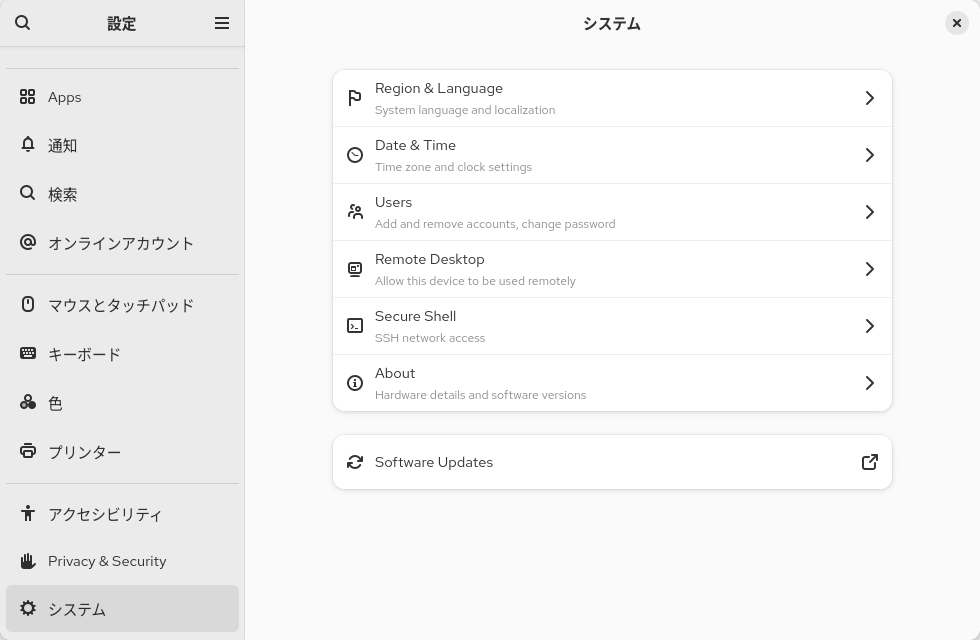 設定
システム
Apps
通知
検索
オンラインアカウント
マウスとタッチパッド
キーボード
色
プリンター
アクセシビリティ
Privacy & Security
システム
Region & Language
System language and localization
Date & Time
Time zone and clock settings
Users
Add and remove accounts, change password
Remote Desktop
Allow this device to be used remotely
Secure Shell
SSH network access
About
Hardware details and software versions
Software Updates